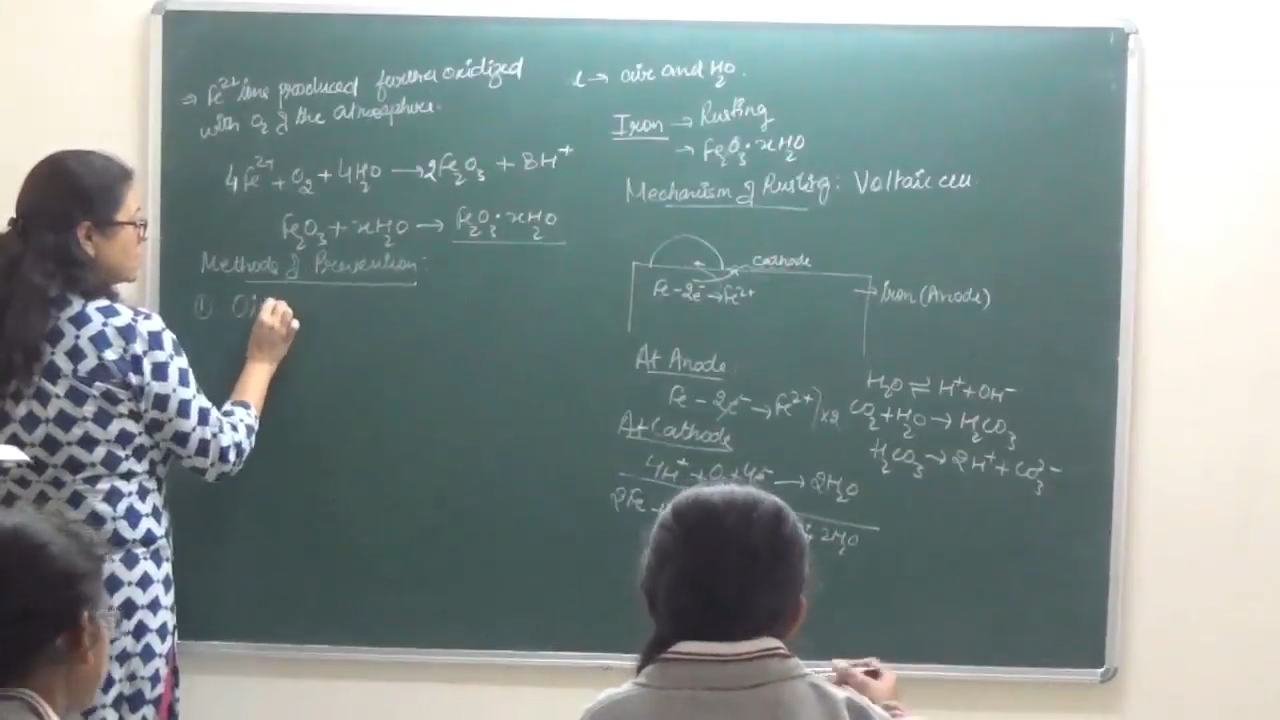 ⇒ Fe²⁺ ions produced further oxidized
with O₂ of the atmosphere.
4Fe²⁺ + O₂ + 4H₂O → 2Fe₂O₃ + 8H⁺
Fe₂O₃ + xH₂O → Fe₂O₃·xH₂O
Methods of Prevention:
① Oi
→ air and H₂O.
Iron → Rusting
→ Fe₂O₃·xH₂O
Mechanism of Rusting: Voltaic cell
cathode
Fe-2e⁻→Fe²⁺
→ Iron (Anode)
At Anode
Fe - 2e⁻ → Fe²⁺)x2
At Cathode
4H⁺ + O₂ + 4e⁻ → 2H₂O
2Fe +
+ 2H₂O
H₂O ⇌ H⁺ + OH⁻
CO₂ + H₂O → H₂CO₃
H₂CO₃ → 2H⁺ + CO₃²⁻